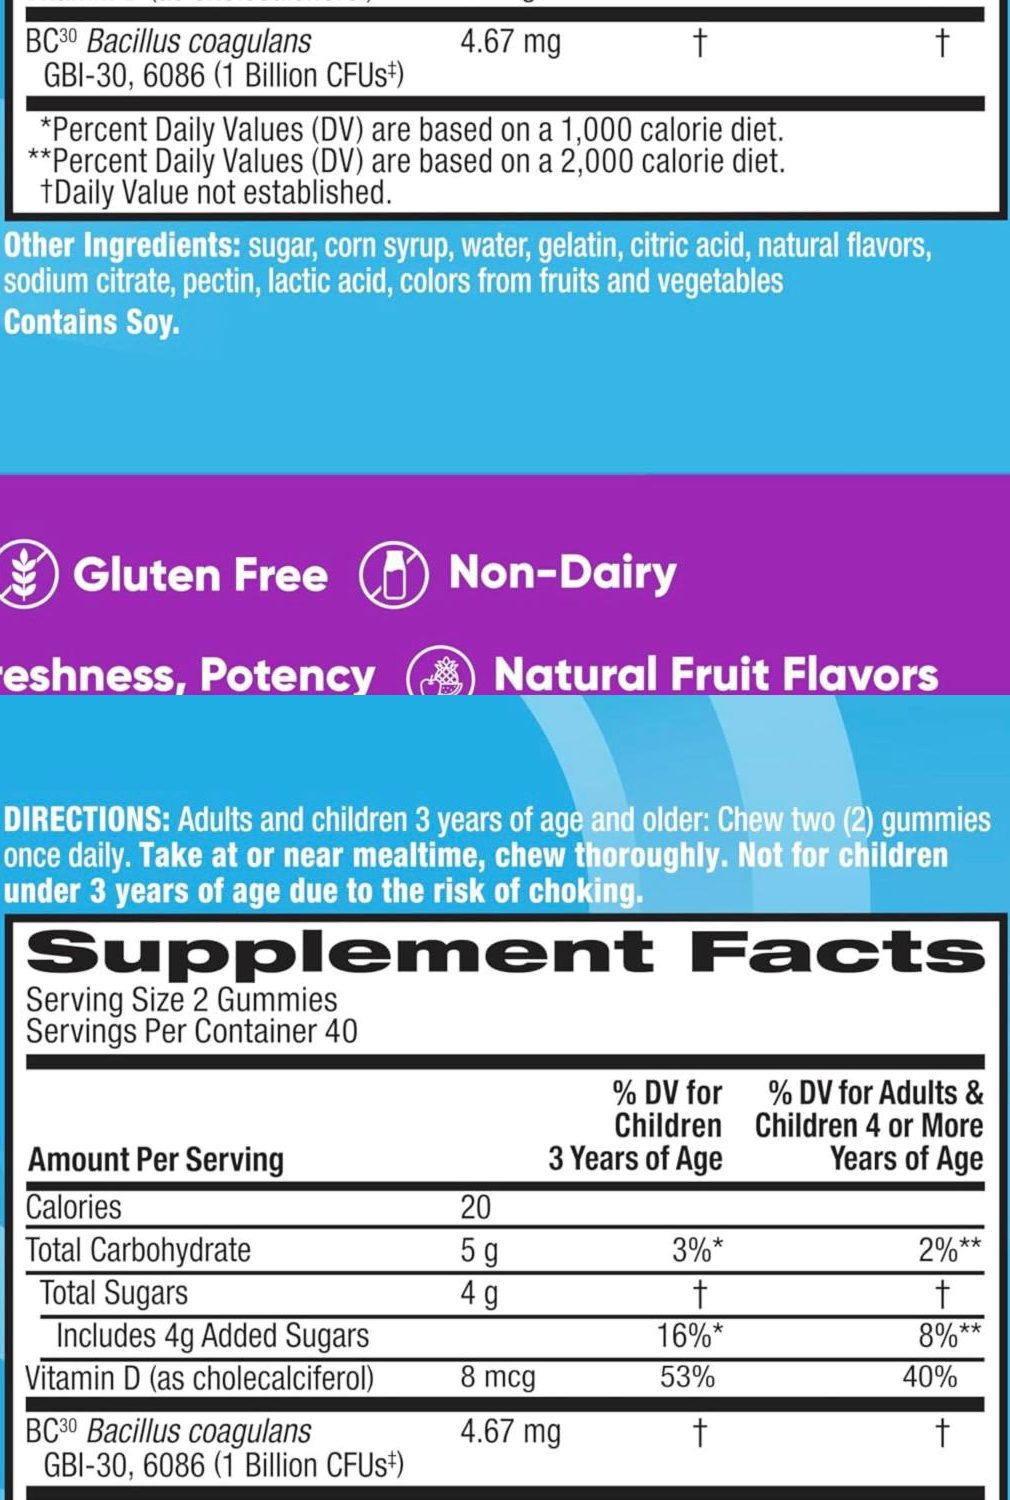 BC30 Bacillus coagulans 4.67 mg † †
GBI-30, 6086 (1 Billion CFUs‡)
*Percent Daily Values (DV) are based on a 1,000 calorie diet.
**Percent Daily Values (DV) are based on a 2,000 calorie diet.
†Daily Value not established.
Other Ingredients: sugar, corn syrup, water, gelatin, citric acid, natural flavors,
sodium citrate, pectin, lactic acid, colors from fruits and vegetables
Contains Soy.
Gluten Free Non-Dairy
reshness, Potency Natural Fruit Flavors
DIRECTIONS: Adults and children 3 years of age and older: Chew two (2) gummies
once daily. Take at or near mealtime, chew thoroughly. Not for children
under 3 years of age due to the risk of choking.
Supplement Facts
Serving Size 2 Gummies
Servings Per Container 40
% DV for % DV for Adults &
Children Children 4 or More
Amount Per Serving 3 Years of Age Years of Age
Calories 20
Total Carbohydrate 5 g 3%* 2%**
Total Sugars 4 g † †
Includes 4g Added Sugars 16%* 8%**
Vitamin D (as cholecalciferol) 8 mcg 53% 40%
BC30 Bacillus coagulans 4.67 mg † †
GBI-30, 6086 (1 Billion CFUs‡)